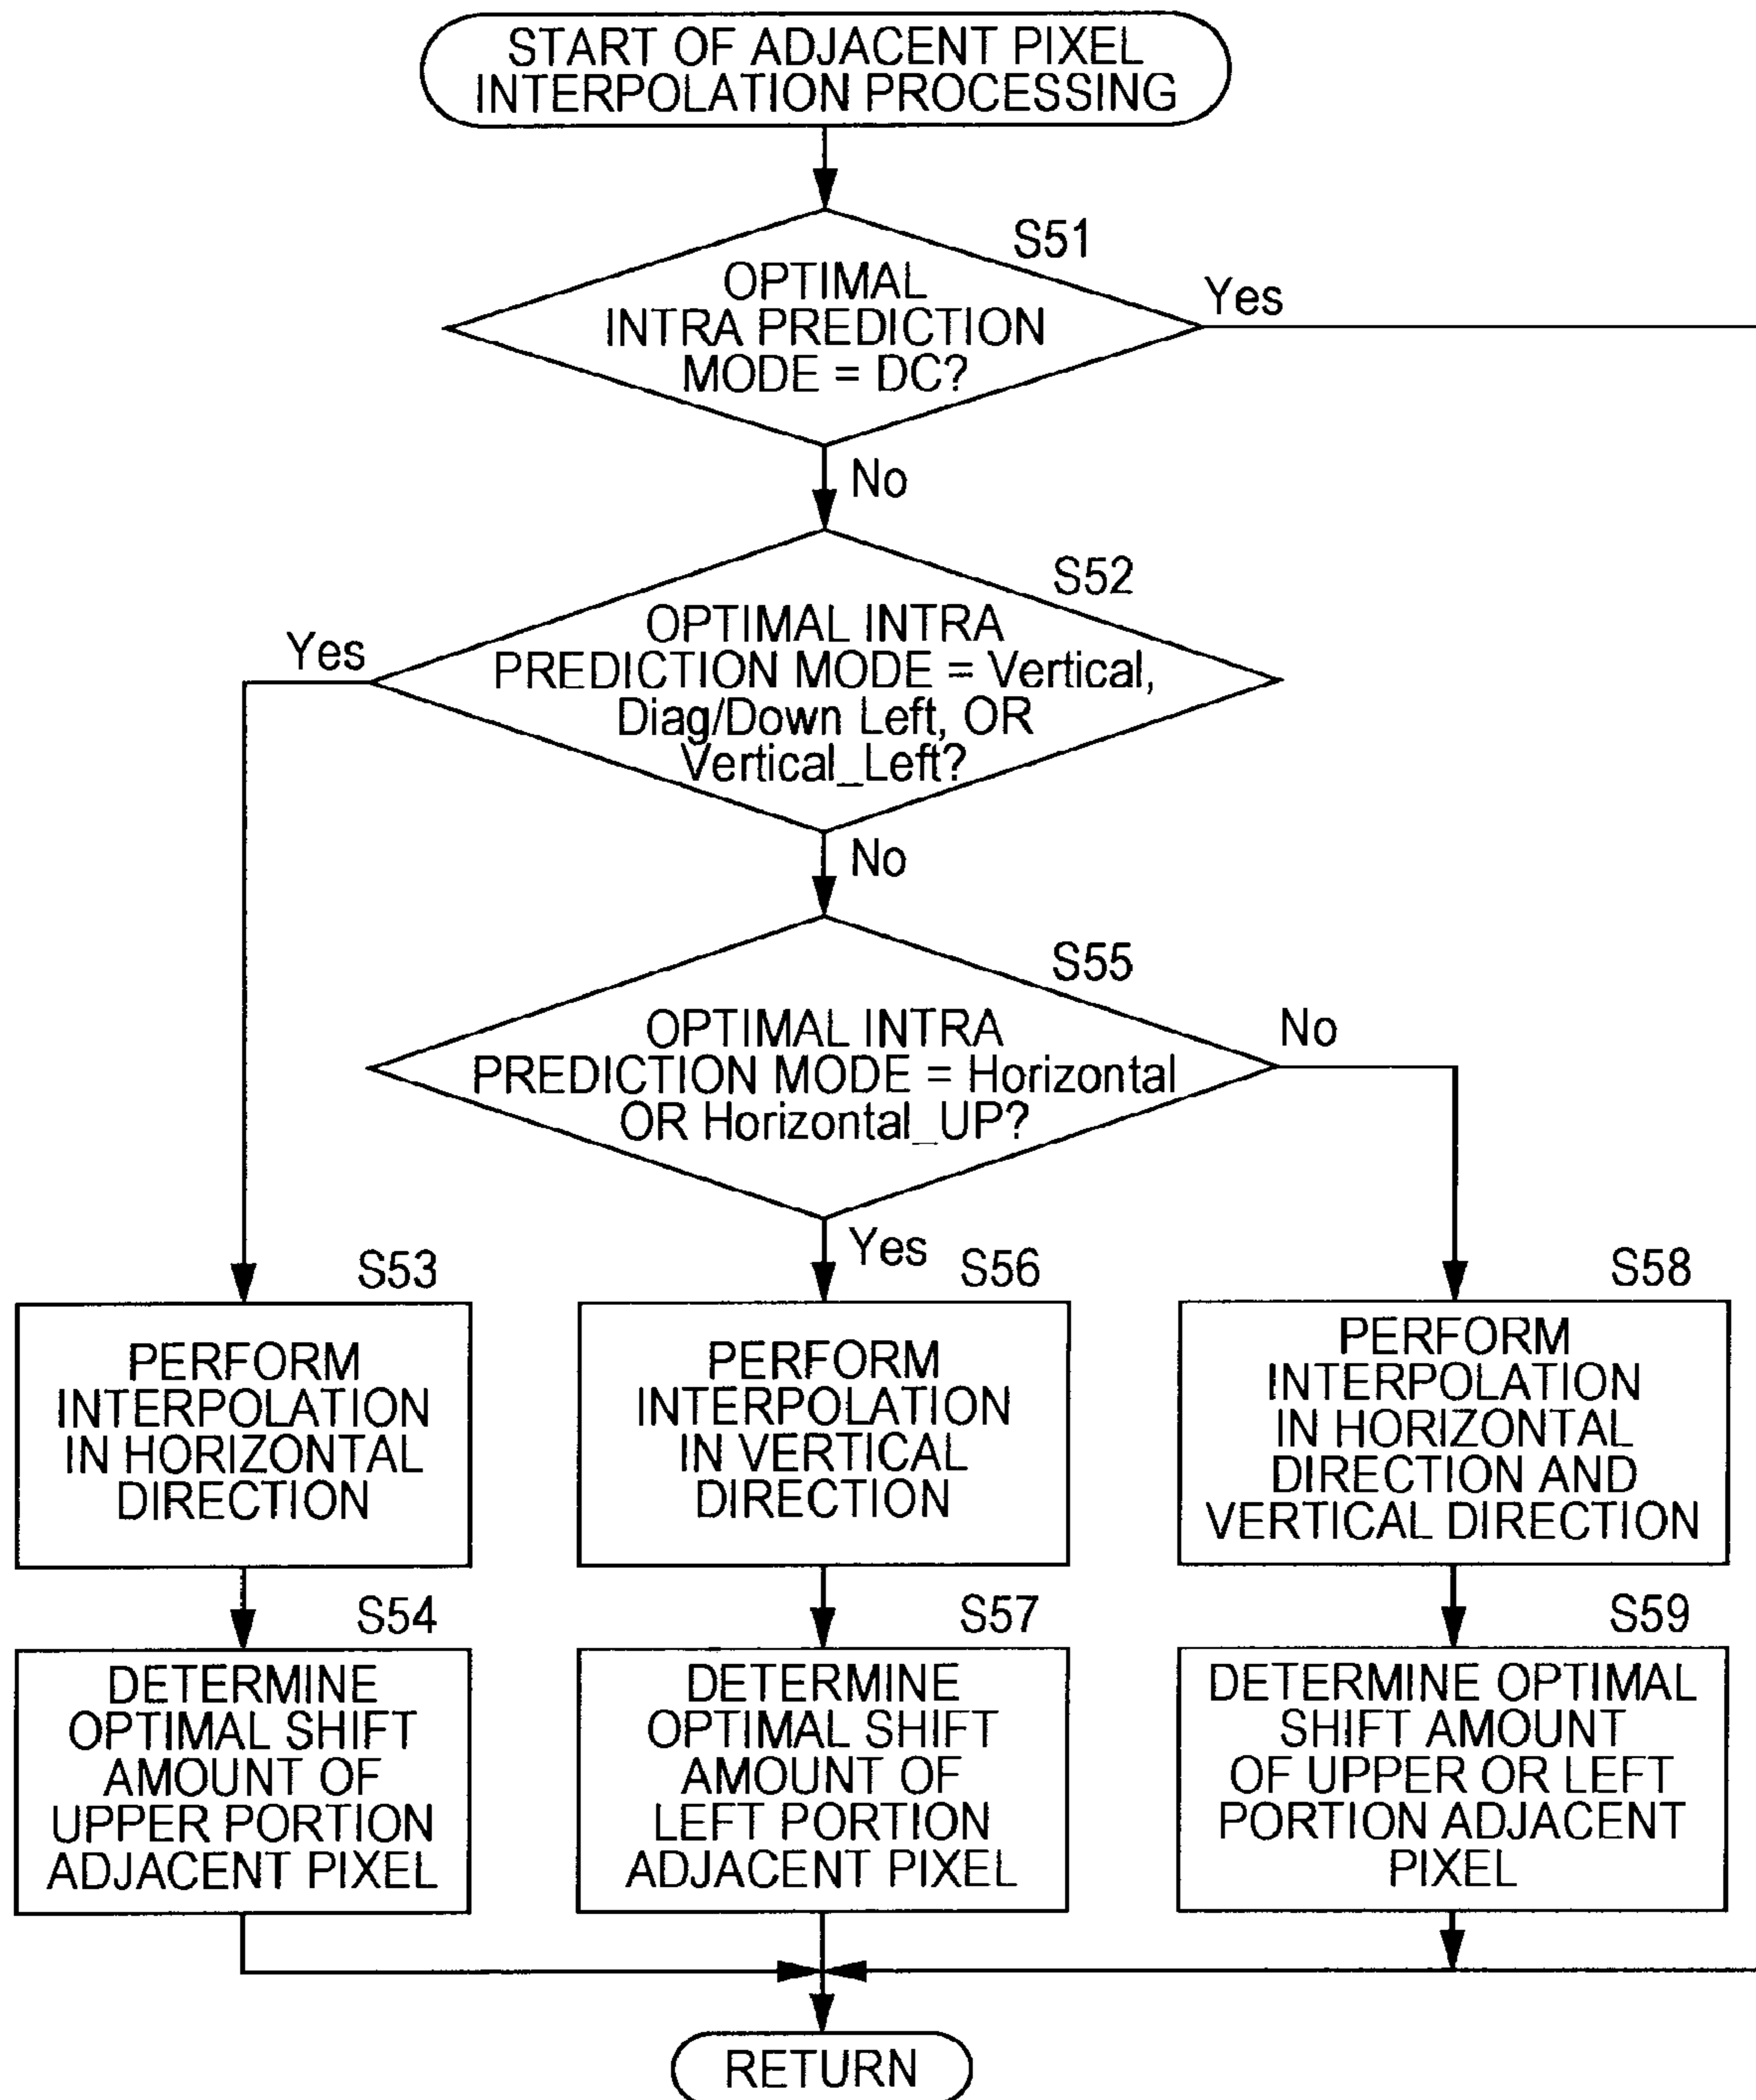 START OF ADJACENT PIXEL
INTERPOLATION PROCESSING
S51
OPTIMAL
INTRA PREDICTION
MODE = DC?
Yes
No
S52
OPTIMAL INTRA
PREDICTION MODE = Vertical,
Diag/Down Left, OR
Vertical_Left?
Yes
No
S55
OPTIMAL INTRA
PREDICTION MODE = Horizontal
OR Horizontal_UP?
No
Yes
S53
PERFORM
INTERPOLATION
IN HORIZONTAL
DIRECTION
S56
PERFORM
INTERPOLATION
IN VERTICAL
DIRECTION
S58
PERFORM
INTERPOLATION
IN HORIZONTAL
DIRECTION AND
VERTICAL DIRECTION
S54
DETERMINE
OPTIMAL SHIFT
AMOUNT OF
UPPER PORTION
ADJACENT PIXEL
S57
DETERMINE
OPTIMAL SHIFT
AMOUNT OF
LEFT PORTION
ADJACENT PIXEL
S59
DETERMINE OPTIMAL
SHIFT AMOUNT
OF UPPER OR LEFT
PORTION ADJACENT
PIXEL
RETURN